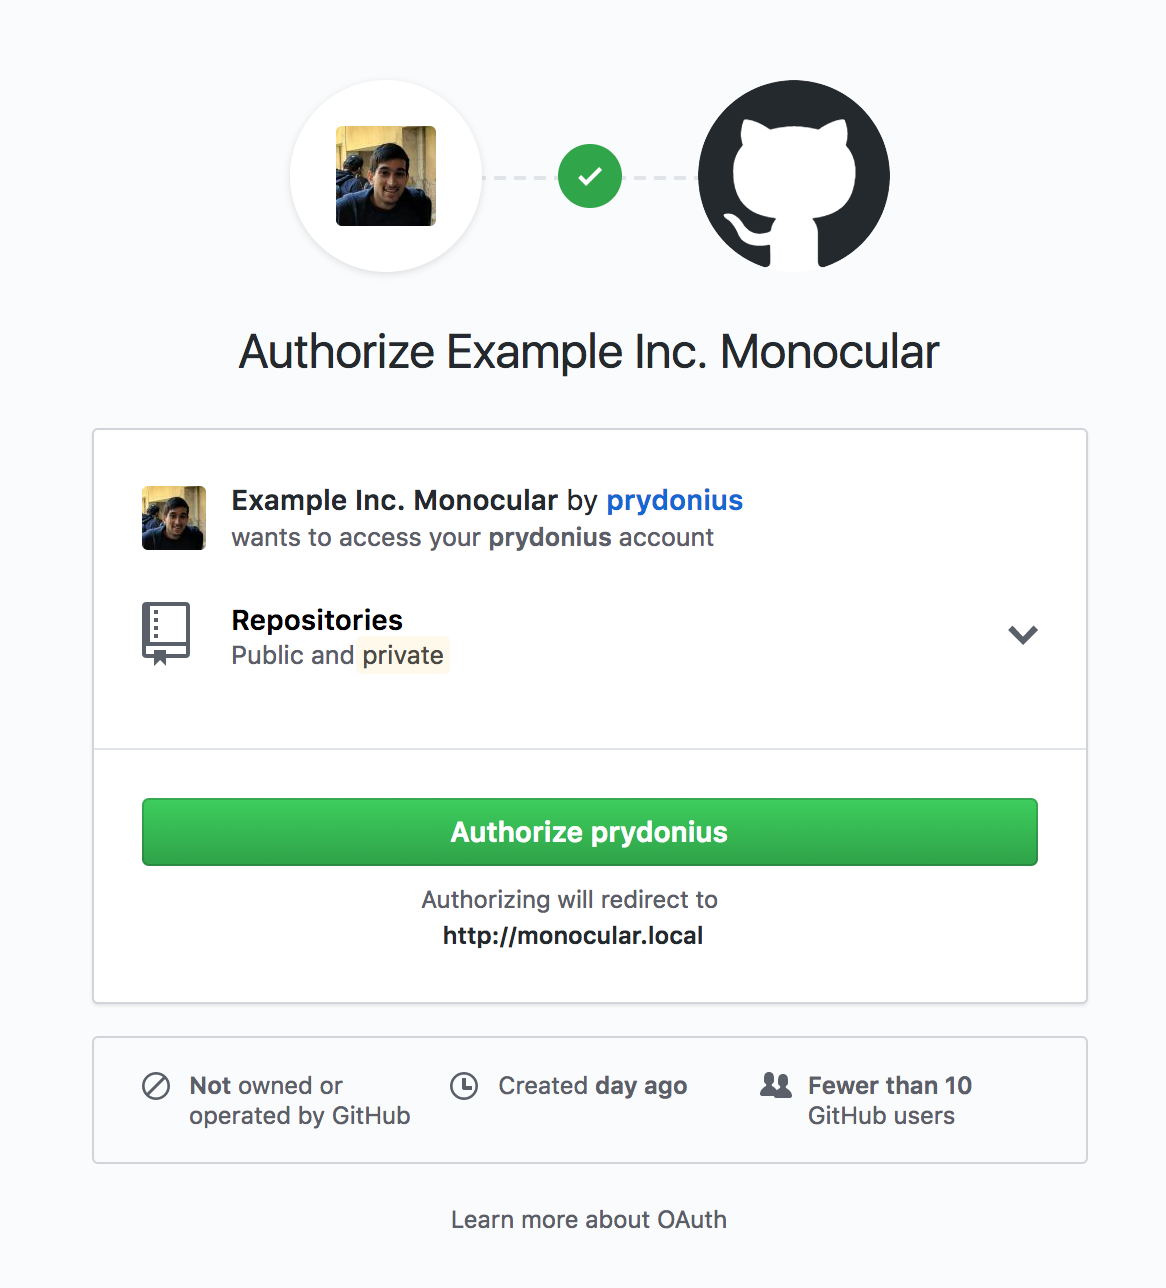 Authorize Example Inc. Monocular
Example Inc. Monocular by prydonius
wants to access your prydonius account
Repositories
Public and private
Authorize prydonius
Authorizing will redirect to
http://monocular.local
Not owned or
operated by GitHub
Created day ago
Fewer than 10
GitHub users
Learn more about OAuth